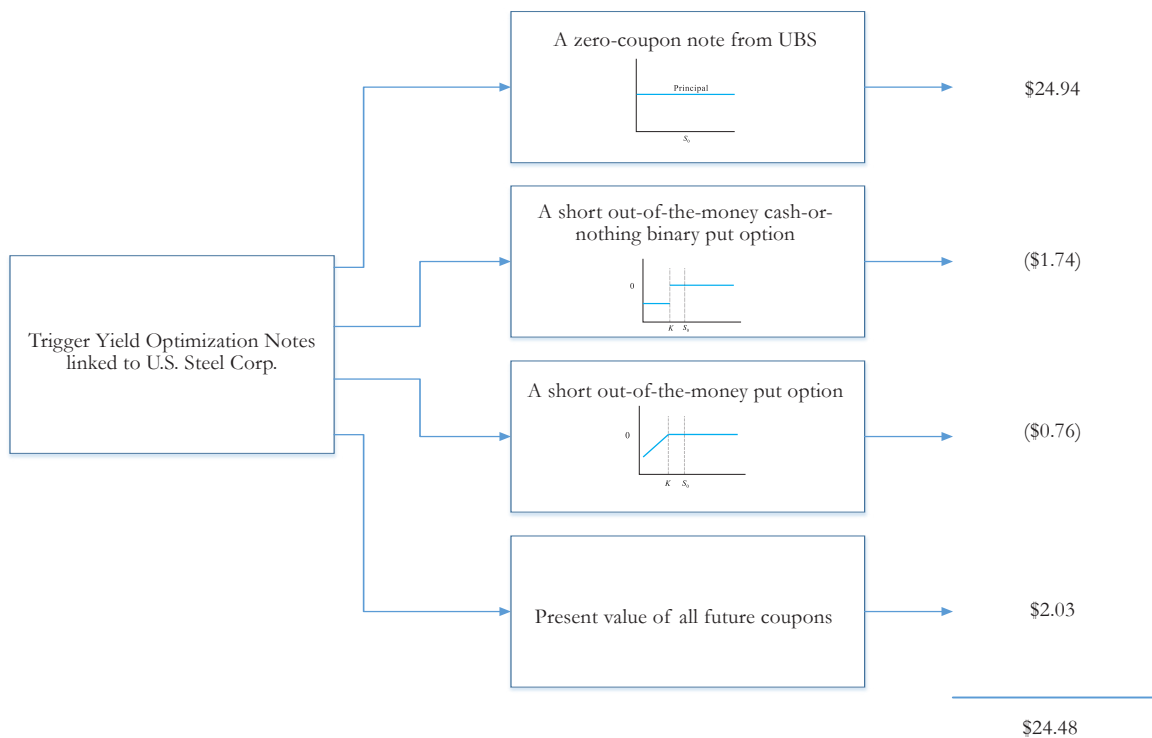 A zero-coupon note from UBS
Principal
S0
$24.94
A short out-of-the-money cash-or-
nothing binary put option
0
K S0
($1.74)
Trigger Yield Optimization Notes
linked to U.S. Steel Corp.
A short out-of-the-money put option
0
K S0
($0.76)
Present value of all future coupons
$2.03
$24.48